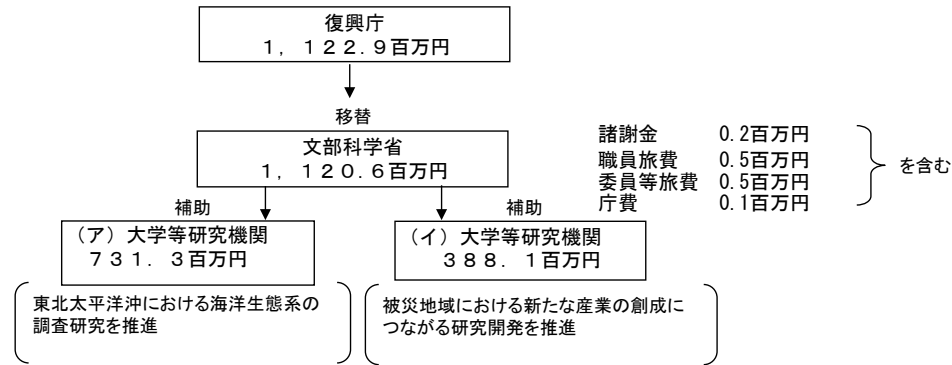 復興庁
１，１２２.９百万円
移替
文部科学省
１，１２０.６百万円
諸謝金 0.2百万円
職員旅費 0.5百万円
委員等旅費 0.5百万円
庁費 0.1百万円
を含む
補助
補助
（ア）大学等研究機関
７３１．３百万円
（イ）大学等研究機関
３８８．１百万円
東北太平洋沖における海洋生態系の
調査研究を推進
被災地域における新たな産業の創成に
つながる研究開発を推進